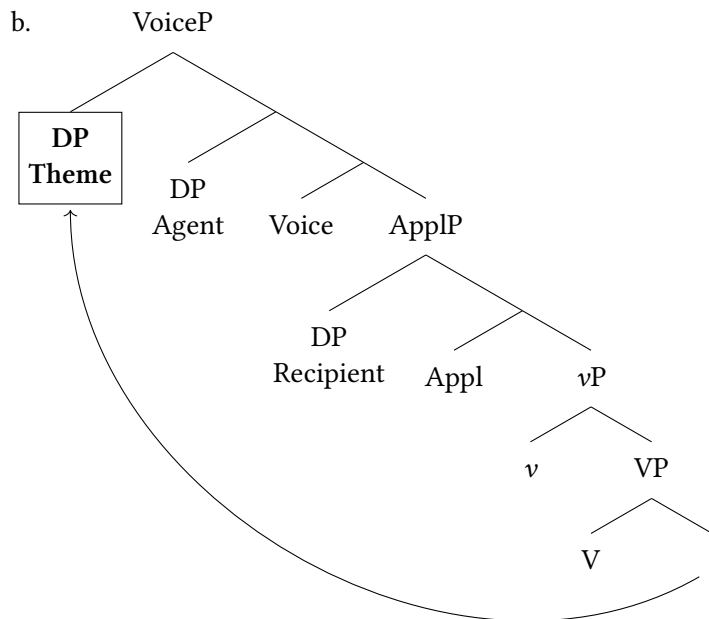 b.
VoiceP
DP
Theme
DP
Agent
Voice
ApplP
DP
Recipient
Appl
vP
v
VP
V